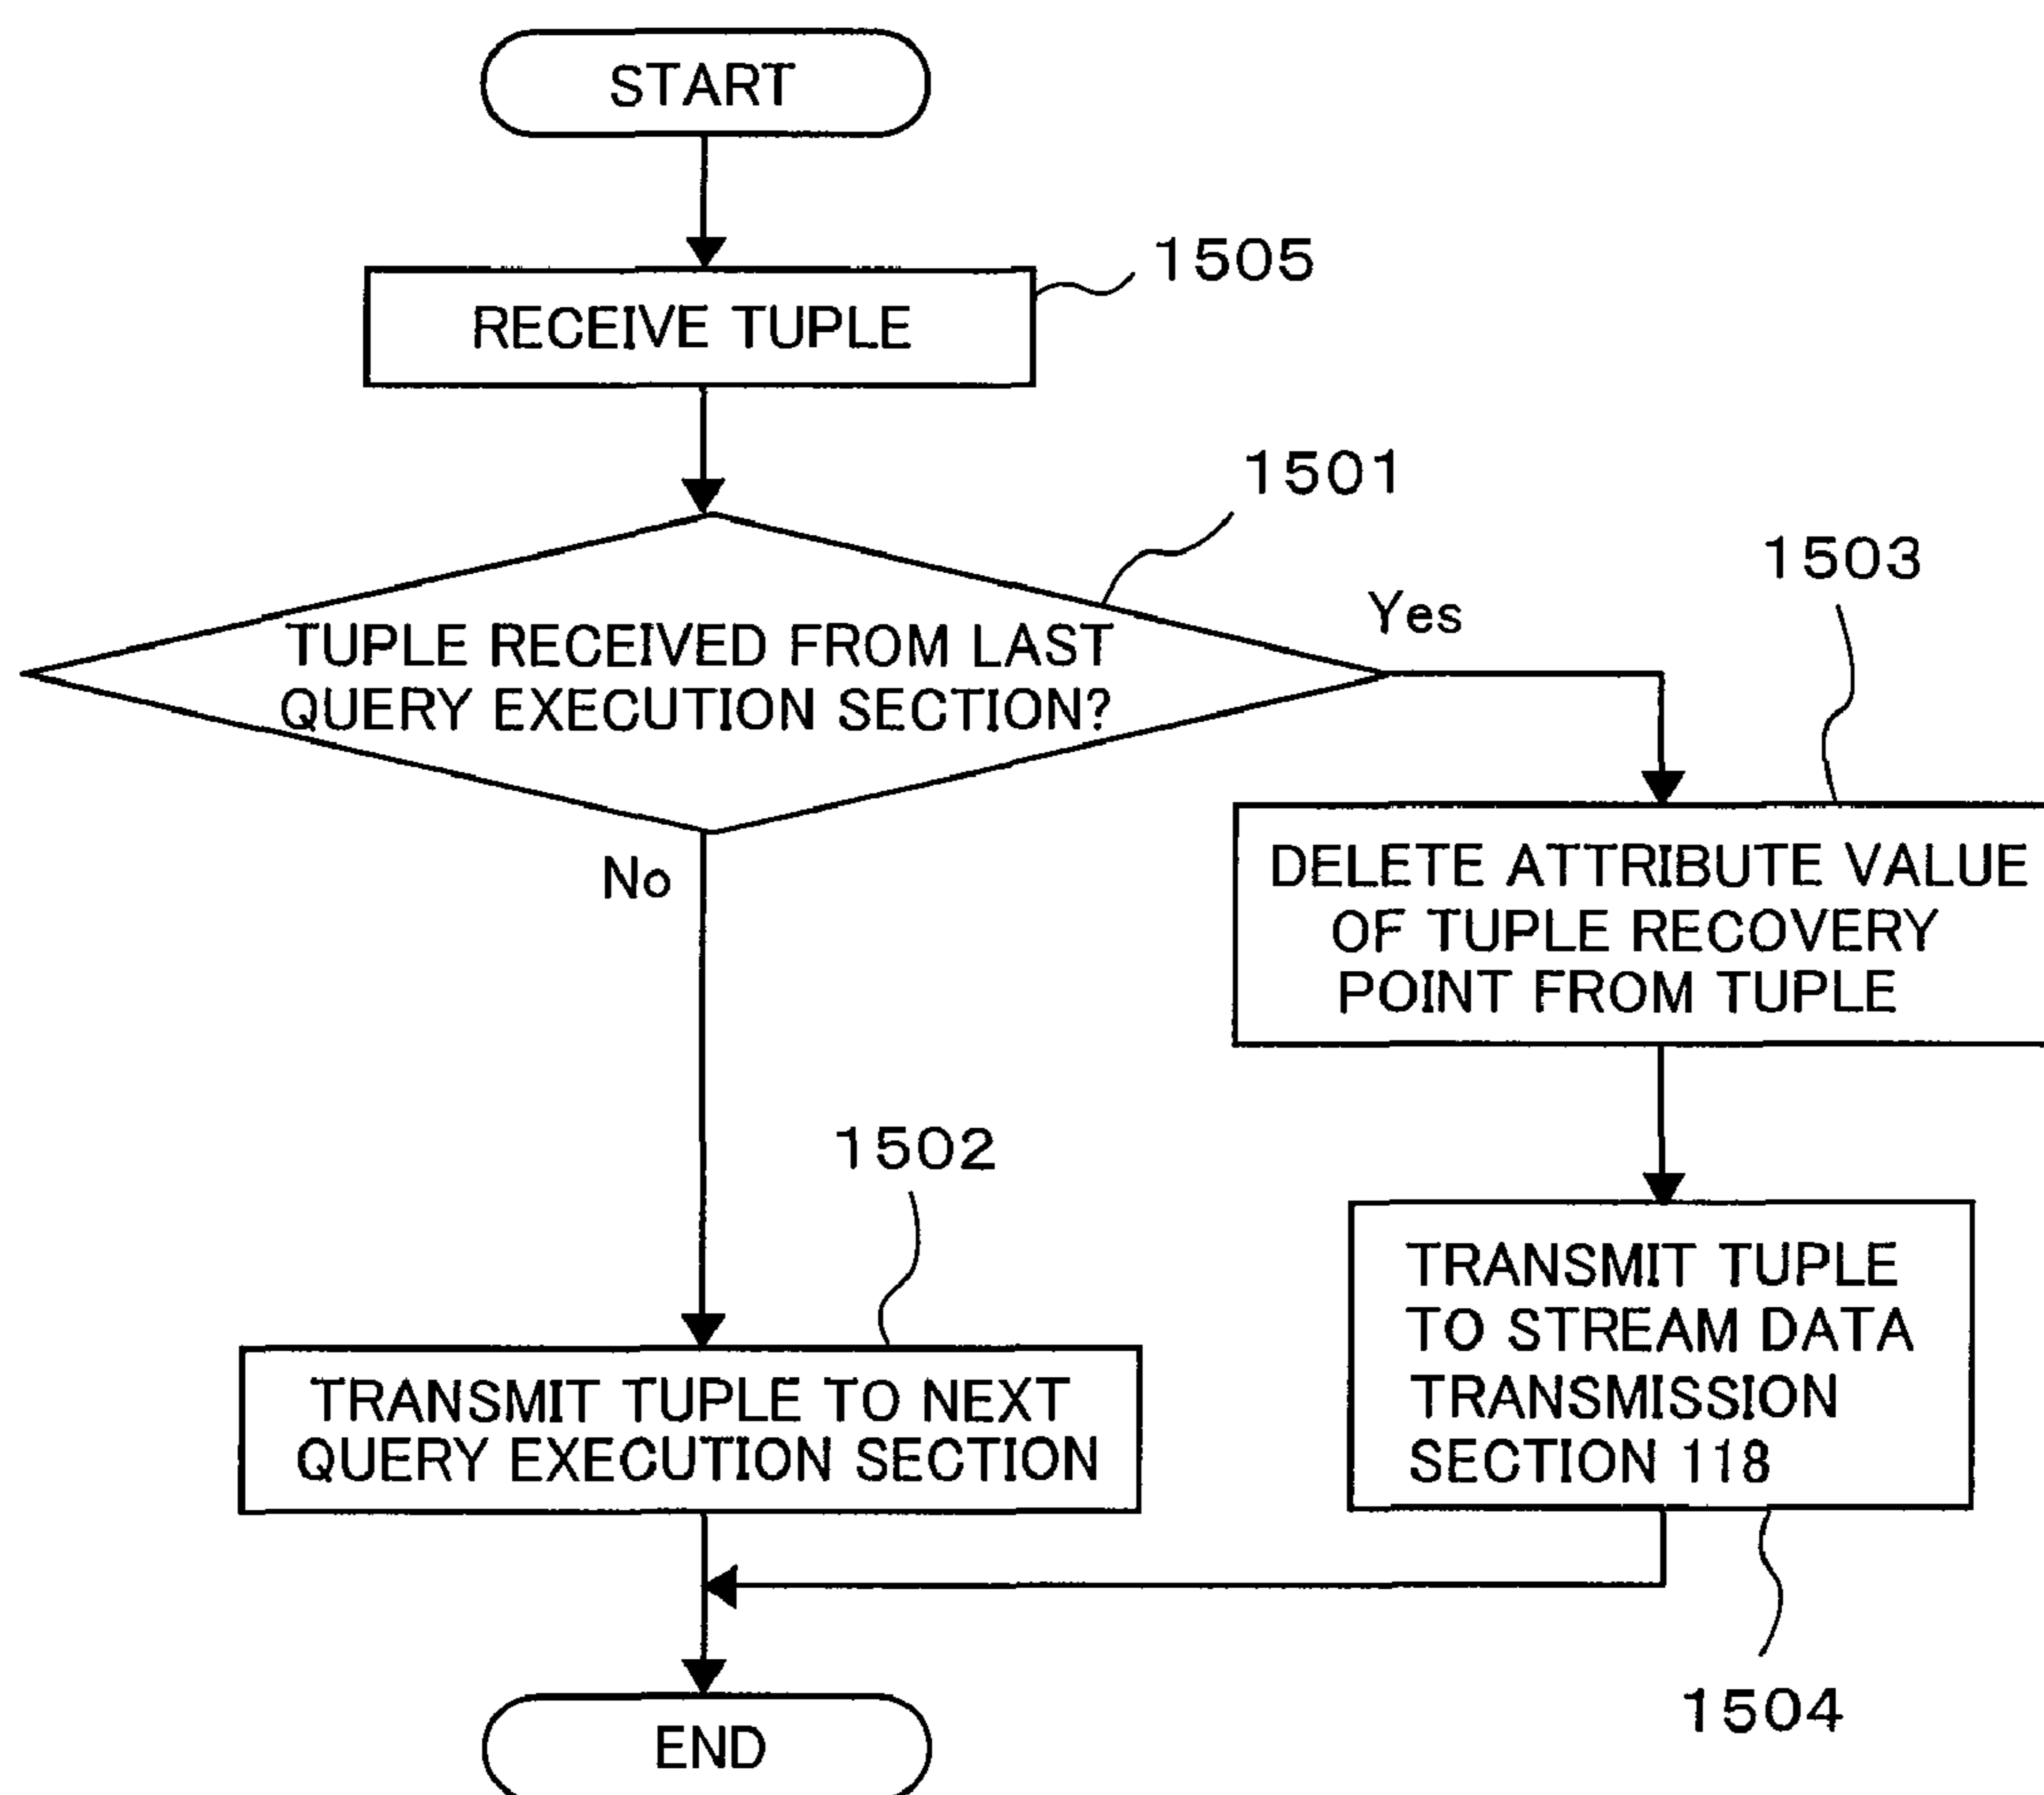 START
1505
RECEIVE TUPLE
1501
TUPLE RECEIVED FROM LAST
QUERY EXECUTION SECTION?
Yes
1503
No
DELETE ATTRIBUTE VALUE
OF TUPLE RECOVERY
POINT FROM TUPLE
1502
TRANSMIT TUPLE TO NEXT
QUERY EXECUTION SECTION
TRANSMIT TUPLE
TO STREAM DATA
TRANSMISSION
SECTION 118
1504
END